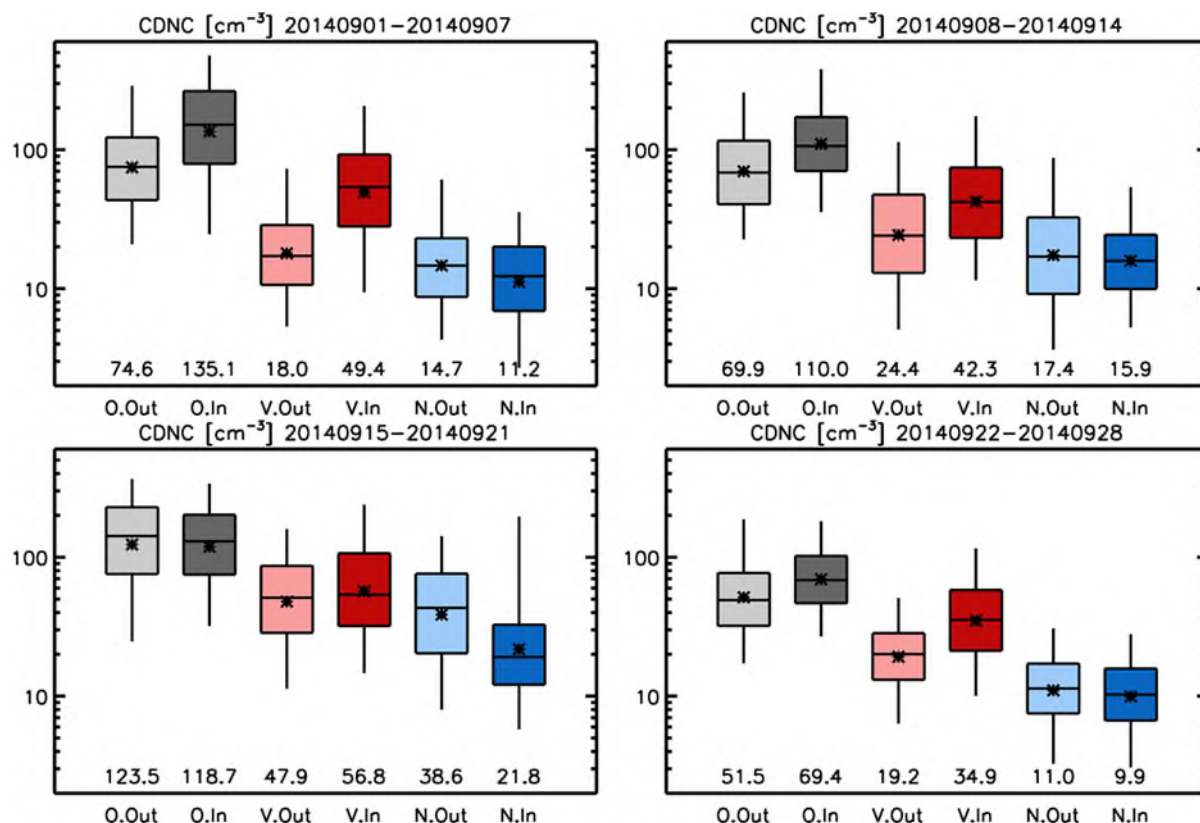 CDNC [cm⁻³] 20140901−20140907
100
10
74.6 135.1 18.0 49.4 14.7 11.2
O.Out O.In V.Out V.In N.Out N.In
CDNC [cm⁻³] 20140908−20140914
100
10
69.9 110.0 24.4 42.3 17.4 15.9
O.Out O.In V.Out V.In N.Out N.In
CDNC [cm⁻³] 20140915−20140921
100
10
123.5 118.7 47.9 56.8 38.6 21.8
O.Out O.In V.Out V.In N.Out N.In
CDNC [cm⁻³] 20140922−20140928
100
10
51.5 69.4 19.2 34.9 11.0 9.9
O.Out O.In V.Out V.In N.Out N.In